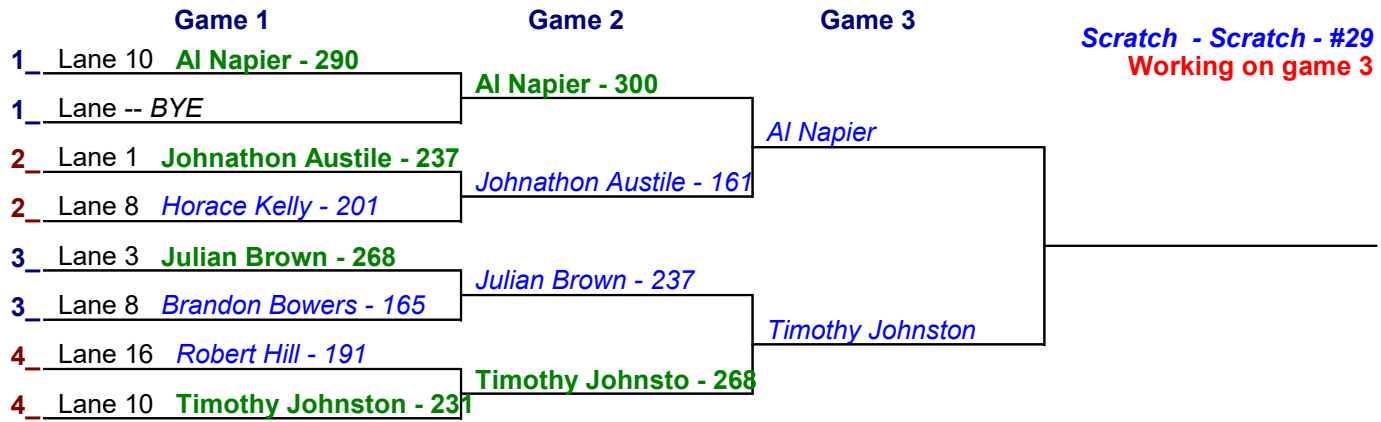 Game 1 Game 2 Game 3
Scratch - Scratch - #29
Working on game 3
1_ Lane 10 Al Napier - 290
Al Napier - 300
1_ Lane -- BYE
Al Napier
2_ Lane 1 Johnathon Austile - 237
Johnathon Austile - 161
2_ Lane 8 Horace Kelly - 201
3_ Lane 3 Julian Brown - 268
Julian Brown - 237
3_ Lane 8 Brandon Bowers - 165
Timothy Johnston
4_ Lane 16 Robert Hill - 191
Timothy Johnsto - 268
4_ Lane 10 Timothy Johnston - 231